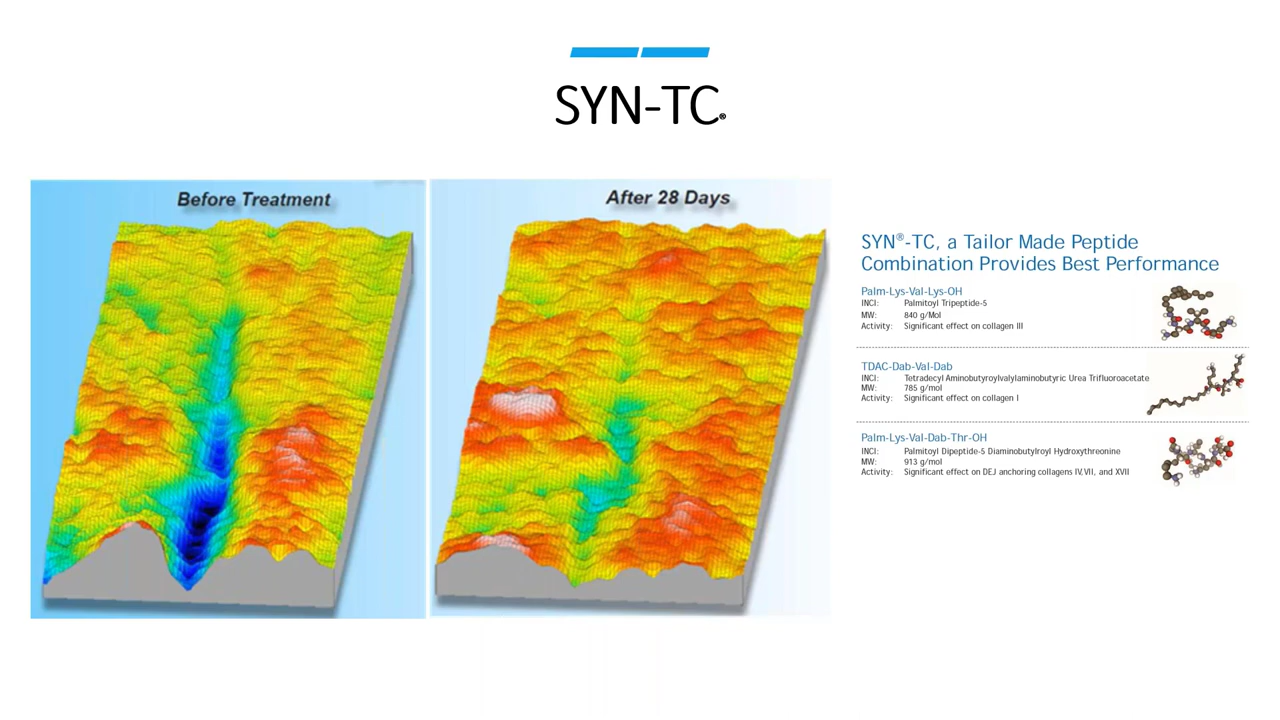 SYN-TC®
Before Treatment
After 28 Days
SYN®-TC, a Tailor Made Peptide
Combination Provides Best Performance
Palm-Lys-Val-Lys-OH
INCI: Palmitoyl Tripeptide-5
MW: 840 g/Mol
Activity: Significant effect on collagen III
TDAC-Dab-Val-Dab
INCI: Tetradecyl Aminobutyroylvalylaminobutyric Urea Trifluoroacetate
MW: 785 g/mol
Activity: Significant effect on collagen I
Palm-Lys-Val-Dab-Thr-OH
INCI: Palmitoyl Dipeptide-5 Diaminobutylroyl Hydroxythreonine
MW: 913 g/mol
Activity: Significant effect on DEJ anchoring collagens IV, VII, and XVII